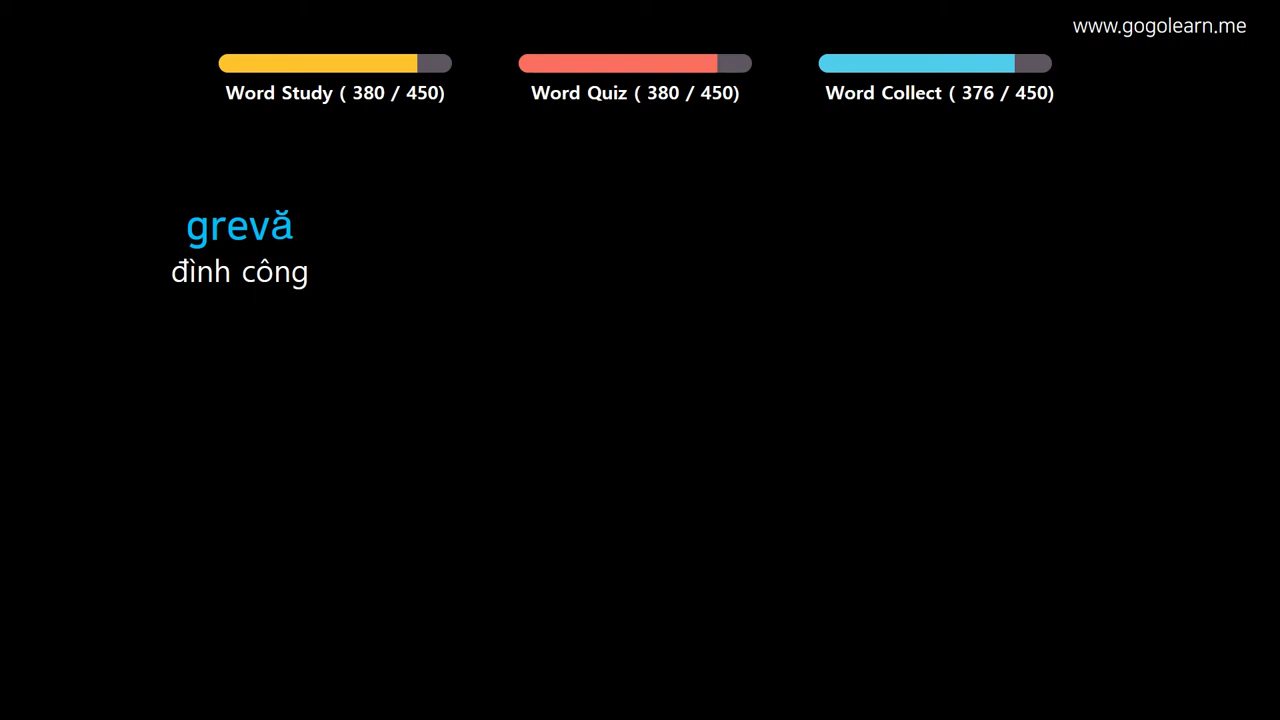 www.gogolearn.me
Word Study ( 380 / 450)
Word Quiz ( 380 / 450)
Word Collect ( 376 / 450)
grevă
đình công